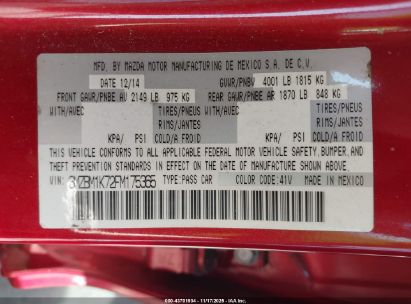 MFD. BY MAZDA MOTOR MANUFACTURING DE MEXICO S.A. DE C.V.
DATE 12/14 GVWR/PNBV 4001 LB 1815 KG
FRONT GAWR/PNBE AV 2149 LB 975 KG REAR GAWR/PNBE AR 1870 LB 848 KG
WITH/AVEC TIRES/PNEUS WITH/AVEC TIRES/PNEUS
RIMS/JANTES RIMS/JANTES
KPA/ PSI COLD/A FROID KPA/ PSI COLD/A FROID
THIS VEHICLE CONFORMS TO ALL APPLICABLE FEDERAL MOTOR VEHICLE SAFETY, BUMPER, AND
THEFT PREVENTION STANDARDS IN EFFECT ON THE DATE OF MANUFACTURE SHOWN ABOVE.
VIN: 3MZBM1K72FM175365 TYPE:PASS CAR COLOR: 41V MADE IN MEXICO